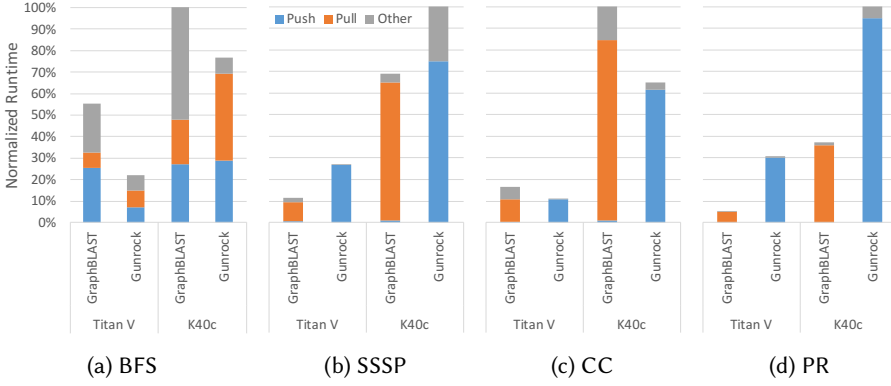 Normalized Runtime
100%
90%
80%
70%
60%
50%
40%
30%
20%
10%
0%
Push Pull Other
GraphBLAST Gunrock GraphBLAST Gunrock GraphBLAST Gunrock GraphBLAST Gunrock GraphBLAST Gunrock GraphBLAST Gunrock GraphBLAST Gunrock GraphBLAST Gunrock
Titan V K40c Titan V K40c Titan V K40c Titan V K40c
(a) BFS (b) SSSP (c) CC (d) PR